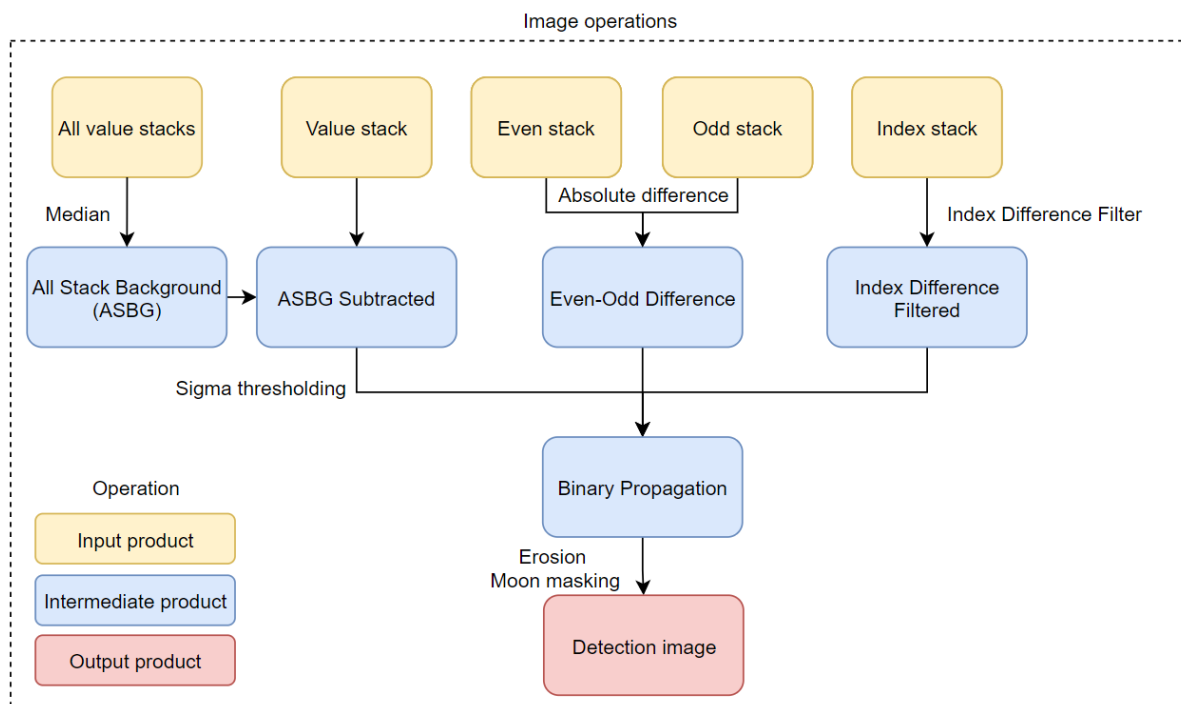 Image operations
All value stacks
Value stack
Even stack
Odd stack
Index stack
Absolute difference
Median
Index Difference Filter
All Stack Background
(ASBG)
ASBG Subtracted
Even-Odd Difference
Index Difference
Filtered
Sigma thresholding
Binary Propagation
Operation
Input product
Erosion
Moon masking
Intermediate product
Detection image
Output product